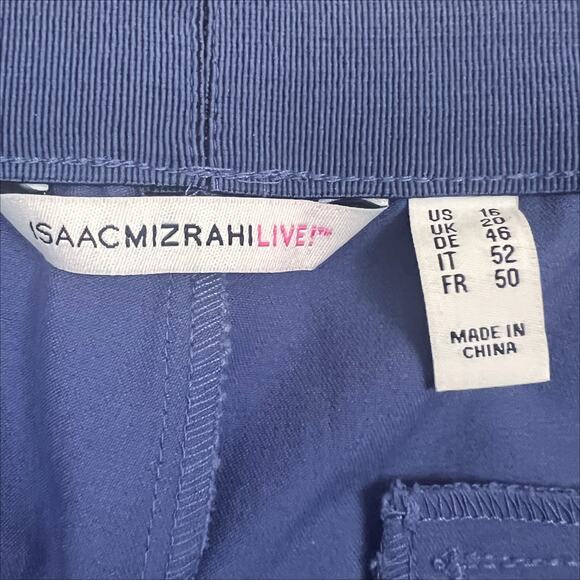 ISAACMIZRAHILIVE!™
US 16
UK 20
DE 46
IT 52
FR 50
MADE IN
CHINA